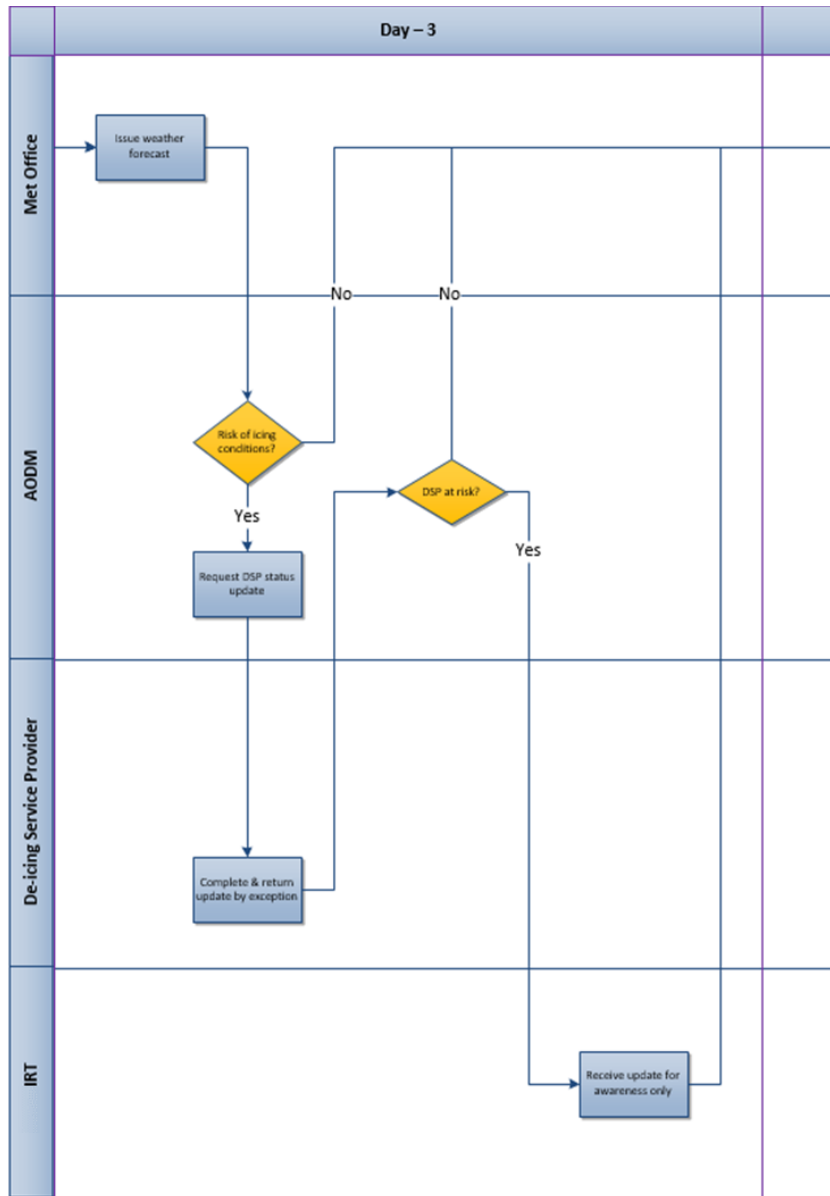 Day – 3
Met Office
Issue weather
forecast
No
No
AODM
Risk of icing
conditions?
DSP at risk?
Yes
Yes
Request DSP status
update
De-icing Service Provider
Complete & return
update by exception
IRT
Receive update for
awareness only